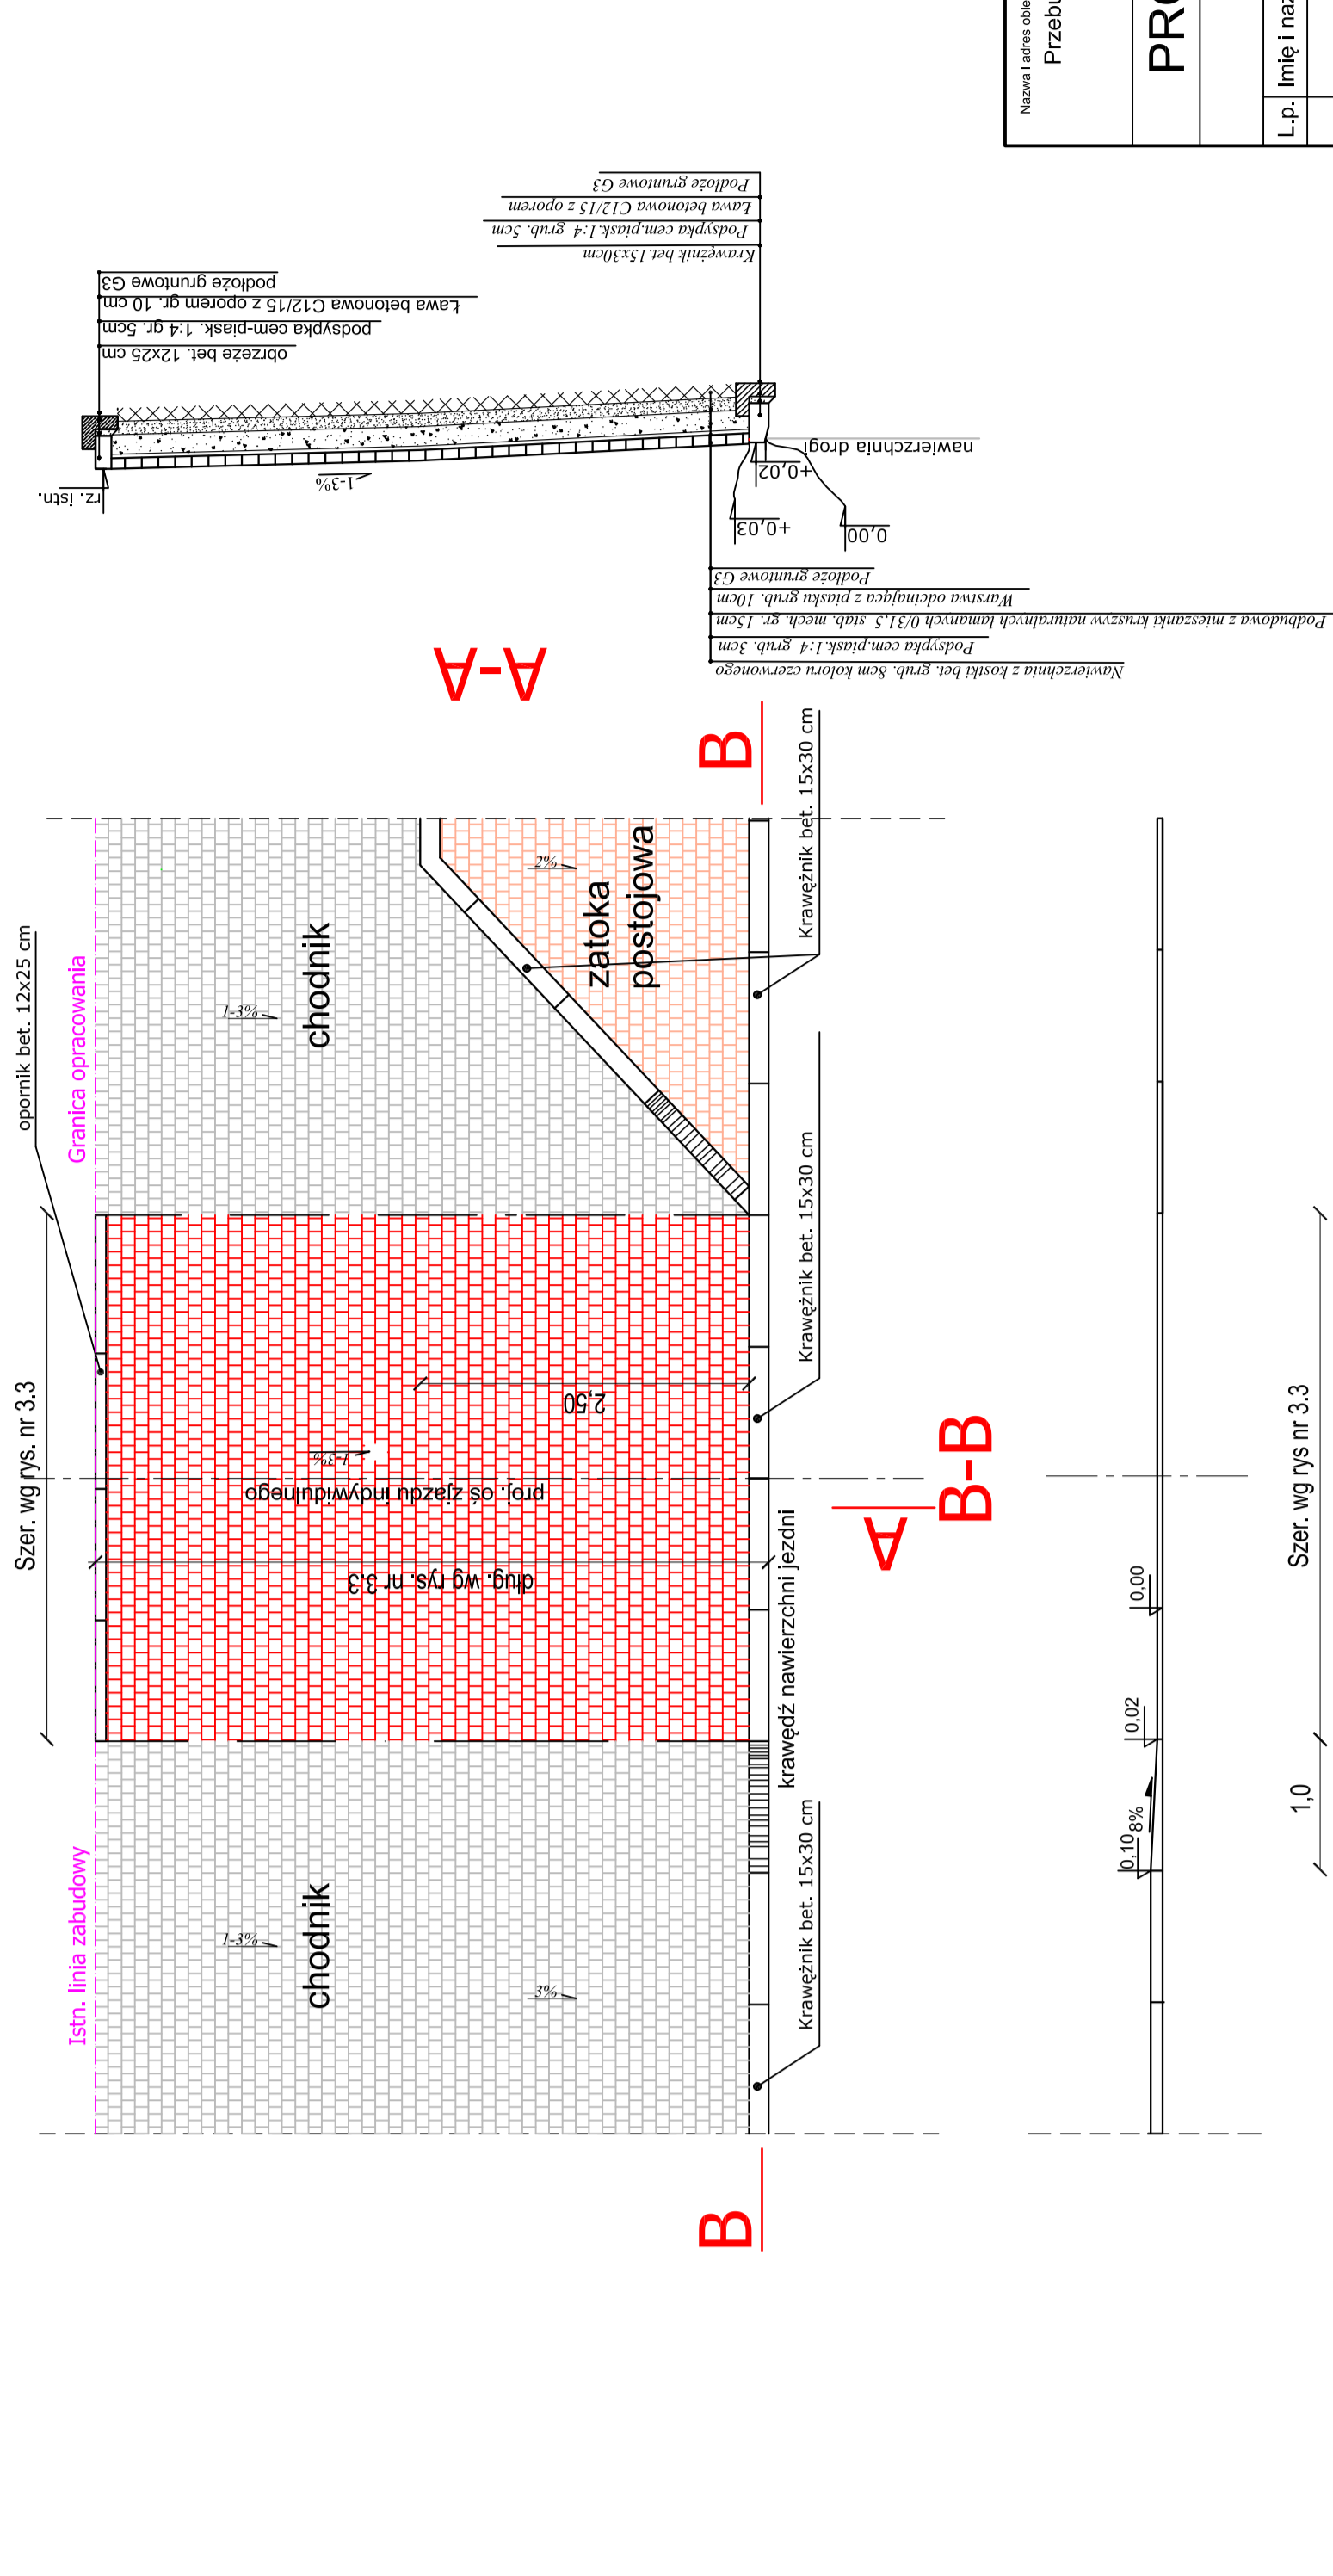 Szer. wg rys. nr 3.3
opornik bet. 12x25 cm
Istn. linia zabudowy
Granica opracowania
chodnik
1-3%
3%
chodnik
1-3%
zatoka
postojowa
2%
1-3%
proj. oś zjazdu indywidulnego
dług. wg rys. nr 3.3
2,50
krawędź nawierzchni jezdni
Krawężnik bet. 15x30 cm
Krawężnik bet. 15x30 cm
Krawężnik bet. 15x30 cm
B
B
A
B-B
0,10
8%
0,02
0,00
1,0
Szer. wg rys nr 3.3
A-A
rz. istn.
1-3%
obrzeże bet. 12x25 cm
podsypka cem-piask. 1:4 gr. 5cm
Ława betonowa C12/15 z oporem gr. 10 cm
podłoże gruntowe G3
Krawężnik bet.15x30cm
Podsypka cem.piask.1:4 grub. 5cm
Ława betonowa C12/15 z oporem
Podłoże gruntowe G3
nawierzchnia drogi
+0,02
+0,03
0,00
Nawierzchnia z kostki bet. grub. 8cm koloru czerwonego
Podsypka cem.piask.1:4 grub. 3cm
Podbudowa z mieszanki kruszyw naturalnych łamanych 0/31,5 stab. mech. gr. 15cm
Warstwa odcinająca z piasku grub. 10cm
Podłoże gruntowe G3
Nazwa I adres obie
Przebu
PRO
L.p.
Imię i naz